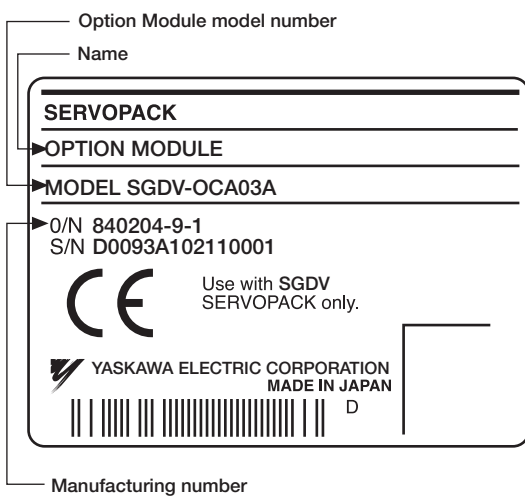 Option Module model number
Name
SERVOPACK
OPTION MODULE
MODEL SGDV-OCA03A
0/N 840204-9-1
S/N D0093A102110001
CE
Use with SGDV
SERVOPACK only.
YASKAWA ELECTRIC CORPORATION
MADE IN JAPAN
D
Manufacturing number